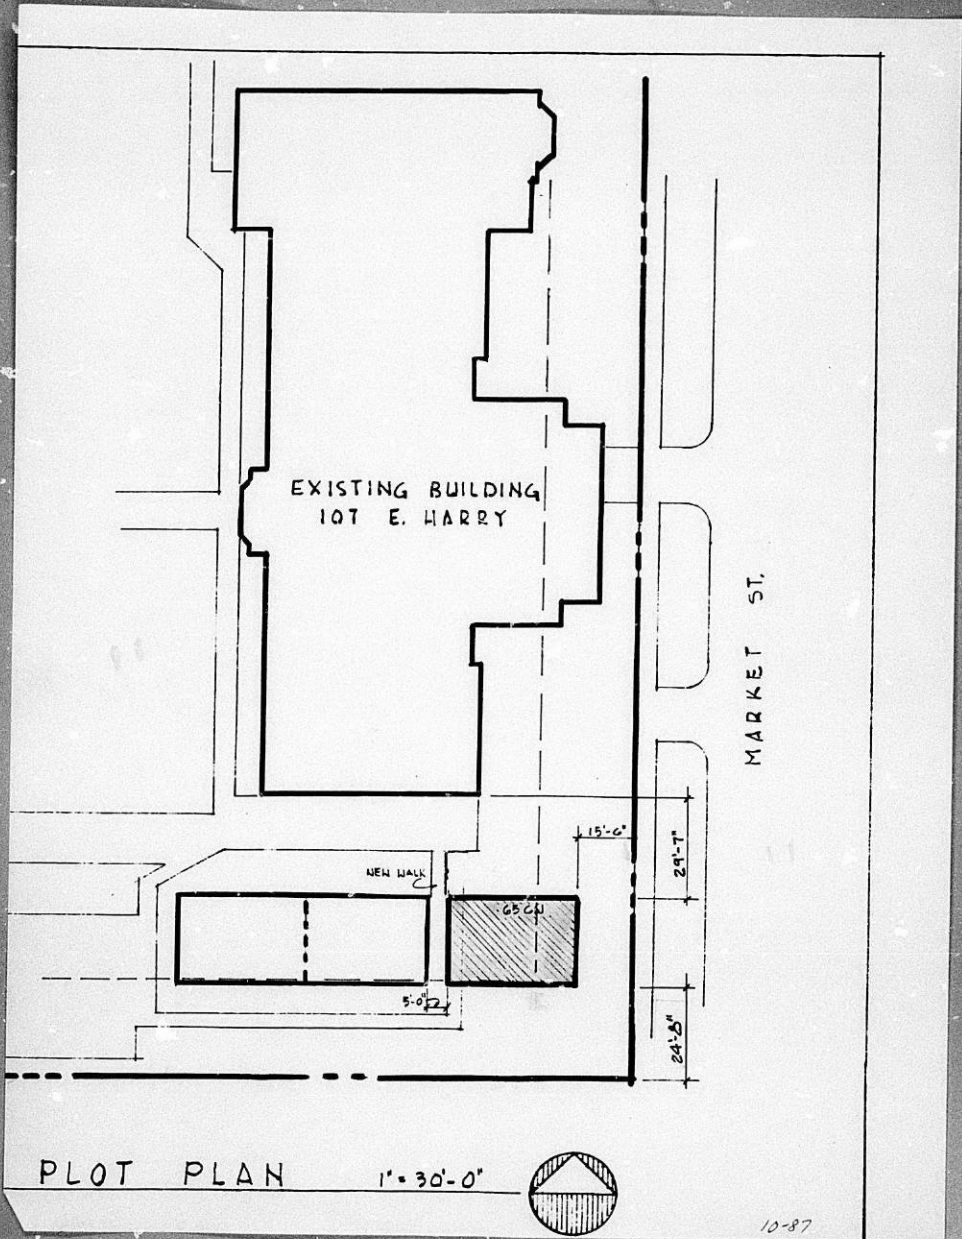 EXISTING BUILDING
107 E. HARRY
MARKET ST.
15'-6"
29'-7"
NEW WALK
5'-0"
24'-8"
PLOT PLAN 1" = 30'-0"
10-87